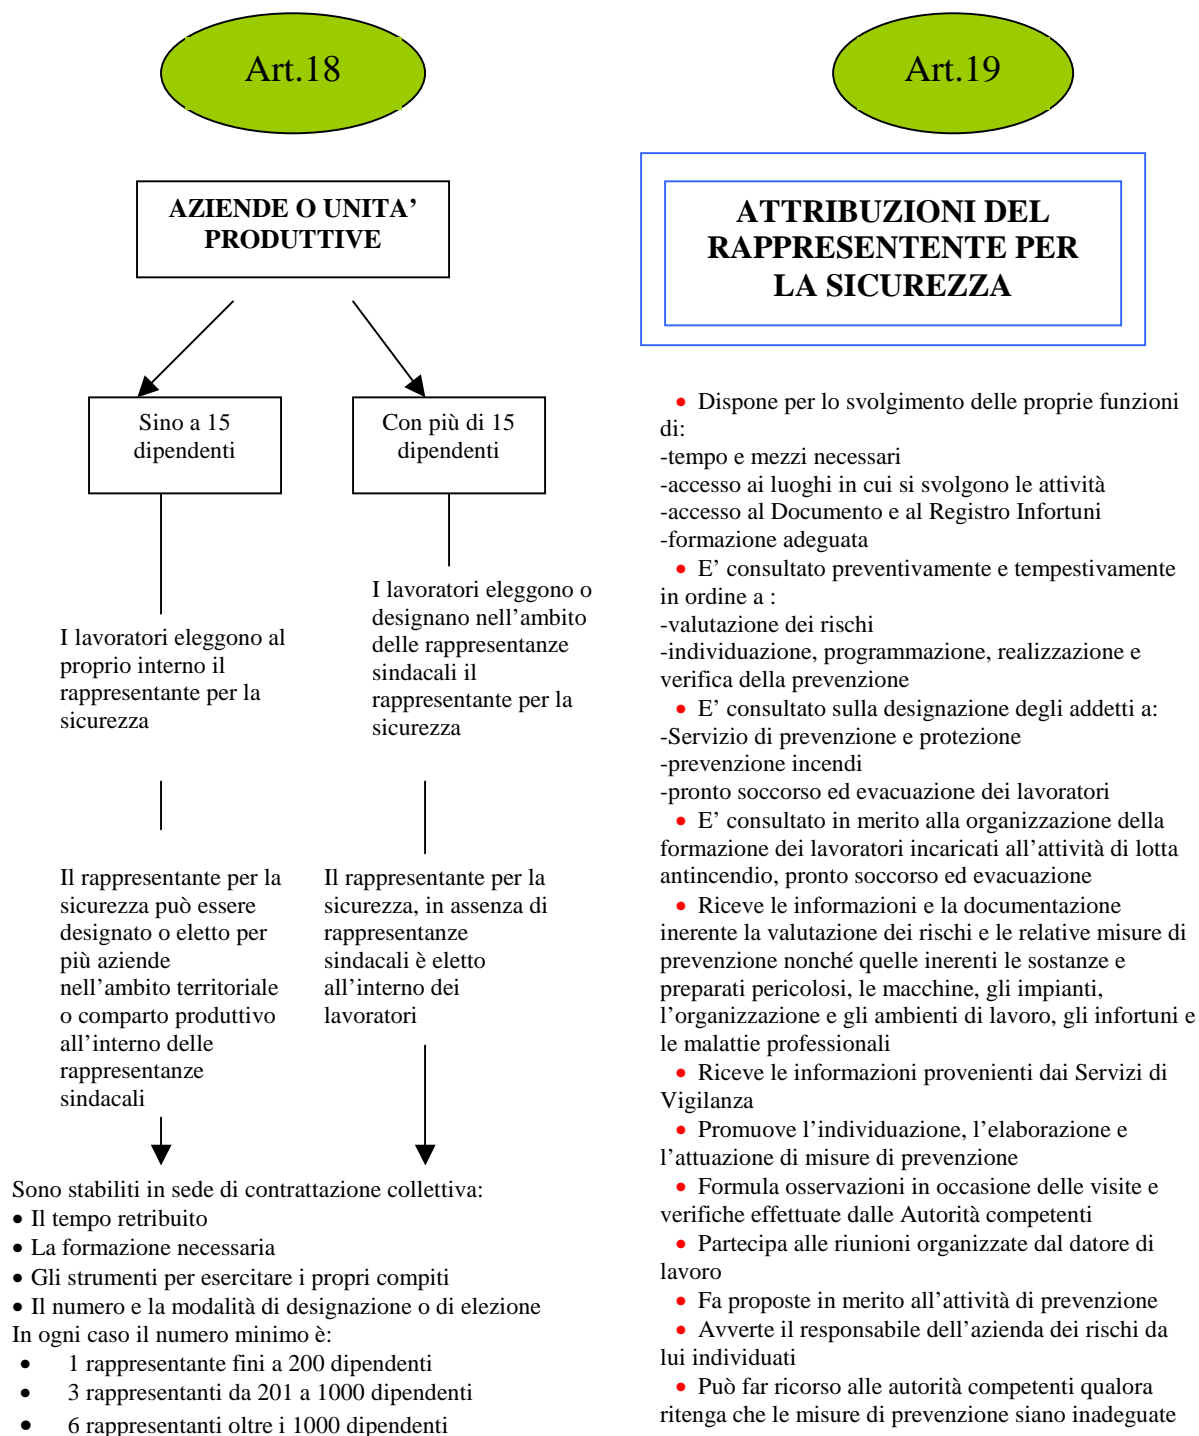 Art.18
AZIENDE O UNITA’
PRODUTTIVE
Sino a 15
dipendenti
Con più di 15
dipendenti
I lavoratori eleggono al
proprio interno il
rappresentante per la
sicurezza
I lavoratori eleggono o
designano nell’ambito
delle rappresentanze
sindacali il
rappresentante per la
sicurezza
Il rappresentante per la
sicurezza può essere
designato o eletto per
più aziende
nell’ambito territoriale
o comparto produttivo
all’interno delle
rappresentanze
sindacali
Il rappresentante per la
sicurezza, in assenza di
rappresentanze
sindacali è eletto
all’interno dei
lavoratori
Sono stabiliti in sede di contrattazione collettiva:
• Il tempo retribuito
• La formazione necessaria
• Gli strumenti per esercitare i propri compiti
• Il numero e la modalità di designazione o di elezione
In ogni caso il numero minimo è:
• 1 rappresentante fini a 200 dipendenti
• 3 rappresentanti da 201 a 1000 dipendenti
• 6 rappresentanti oltre i 1000 dipendenti
Art.19
ATTRIBUZIONI DEL
RAPPRESENTENTE PER
LA SICUREZZA
• Dispone per lo svolgimento delle proprie funzioni
di:
-tempo e mezzi necessari
-accesso ai luoghi in cui si svolgono le attività
-accesso al Documento e al Registro Infortuni
-formazione adeguata
• E’ consultato preventivamente e tempestivamente
in ordine a :
-valutazione dei rischi
-individuazione, programmazione, realizzazione e
verifica della prevenzione
• E’ consultato sulla designazione degli addetti a:
-Servizio di prevenzione e protezione
-prevenzione incendi
-pronto soccorso ed evacuazione dei lavoratori
• E’ consultato in merito alla organizzazione della
formazione dei lavoratori incaricati all’attività di lotta
antincendio, pronto soccorso ed evacuazione
• Riceve le informazioni e la documentazione
inerente la valutazione dei rischi e le relative misure di
prevenzione nonché quelle inerenti le sostanze e
preparati pericolosi, le macchine, gli impianti,
l’organizzazione e gli ambienti di lavoro, gli infortuni e
le malattie professionali
• Riceve le informazioni provenienti dai Servizi di
Vigilanza
• Promuove l’individuazione, l’elaborazione e
l’attuazione di misure di prevenzione
• Formula osservazioni in occasione delle visite e
verifiche effettuate dalle Autorità competenti
• Partecipa alle riunioni organizzate dal datore di
lavoro
• Fa proposte in merito all’attività di prevenzione
• Avverte il responsabile dell’azienda dei rischi da
lui individuati
• Può far ricorso alle autorità competenti qualora
ritenga che le misure di prevenzione siano inadeguate